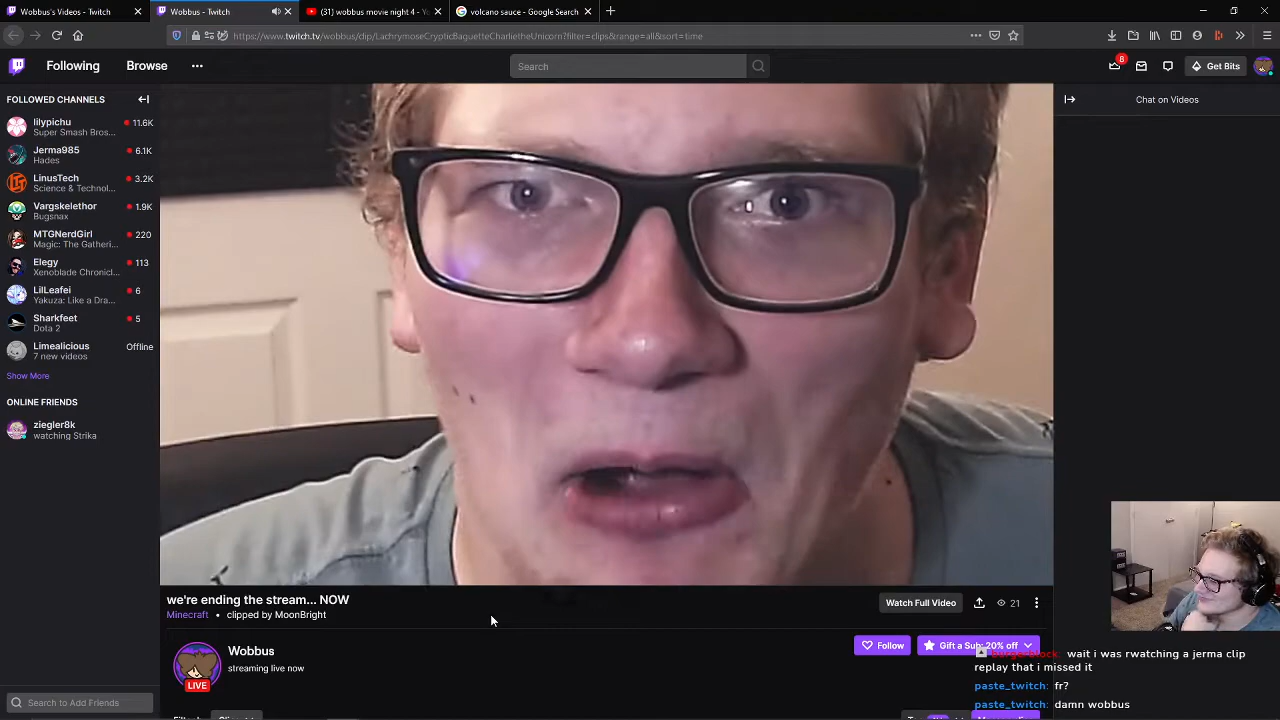 Wobbus's Videos - Twitch
Wobbus - Twitch
(31) wobbus movie night 4 - Yo
volcano sauce - Google Search
https://www.twitch.tv/wobbus/clip/LachrymoseCrypticBaguetteCharlietheUnicorn?filter=clips&range=all&sort=time
Following
Browse
Search
8
Get Bits
FOLLOWED CHANNELS
lilypichu
11.6K
Super Smash Bros...
Jerma985
6.1K
Hades
LinusTech
3.2K
Science & Technol...
Vargskelethor
1.9K
Bugsnax
MTGNerdGirl
220
Magic: The Gatheri...
Elegy
113
Xenoblade Chronicl...
LilLeafei
6
Yakuza: Like a Dra...
Sharkfeet
5
Dota 2
Limealicious
Offline
7 new videos
Show More
ONLINE FRIENDS
ziegler8k
watching Strika
Search to Add Friends
Chat on Videos
we're ending the stream... NOW
Minecraft • clipped by MoonBright
Watch Full Video
21
Wobbus
streaming live now
LIVE
Follow
Gift a Sub: 20% off
burgerblock: wait i was rwatching a jerma clip
replay that i missed it
paste_twitch: fr?
paste_twitch: damn wobbus